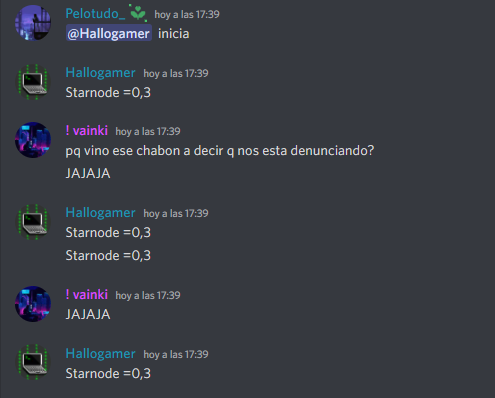 Pelotudo_ hoy a las 17:39
@Hallogamer inicia
Hallogamer hoy a las 17:39
Starnode =0,3
! vainki hoy a las 17:39
pq vino ese chabon a decir q nos esta denunciando?
JAJAJA
Hallogamer hoy a las 17:39
Starnode =0,3
Starnode =0,3
! vainki hoy a las 17:39
JAJAJA
Hallogamer hoy a las 17:39
Starnode =0,3